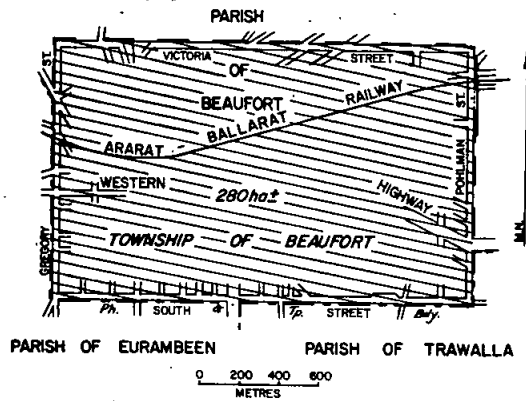 PARISH
VICTORIA STREET
OF
BEAUFORT
ARARAT BALLARAT RAILWAY
WESTERN HIGHWAY
280ha±
TOWNSHIP OF BEAUFORT
GREGORY ST.
POHLMAN ST.
M.N.
Ph. SOUTH & Tp. STREET Bdy.
PARISH OF EURAMBEEN PARISH OF TRAWALLA
0 200 400 600
METRES